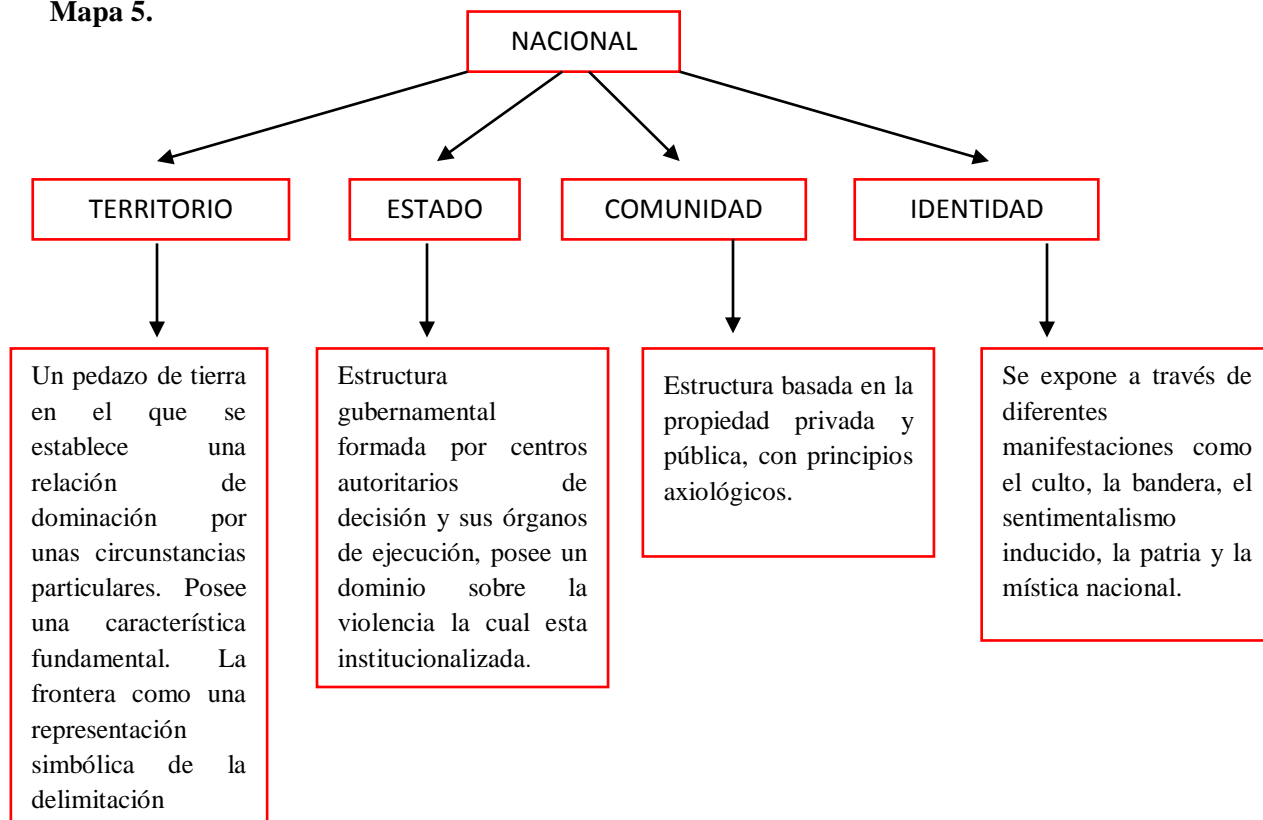 Mapa 5.
NACIONAL
TERRITORIO
ESTADO
COMUNIDAD
IDENTIDAD
Un pedazo de tierra
en el que se
establece una
relación de
dominación por
unas circunstancias
particulares. Posee
una característica
fundamental. La
frontera como una
representación
simbólica de la
delimitación
Estructura
gubernamental
formada por centros
autoritarios de
decisión y sus órganos
de ejecución, posee un
dominio sobre la
violencia la cual esta
institucionalizada.
Estructura basada en la
propiedad privada y
pública, con principios
axiológicos.
Se expone a través de
diferentes
manifestaciones como
el culto, la bandera, el
sentimentalismo
inducido, la patria y la
mística nacional.